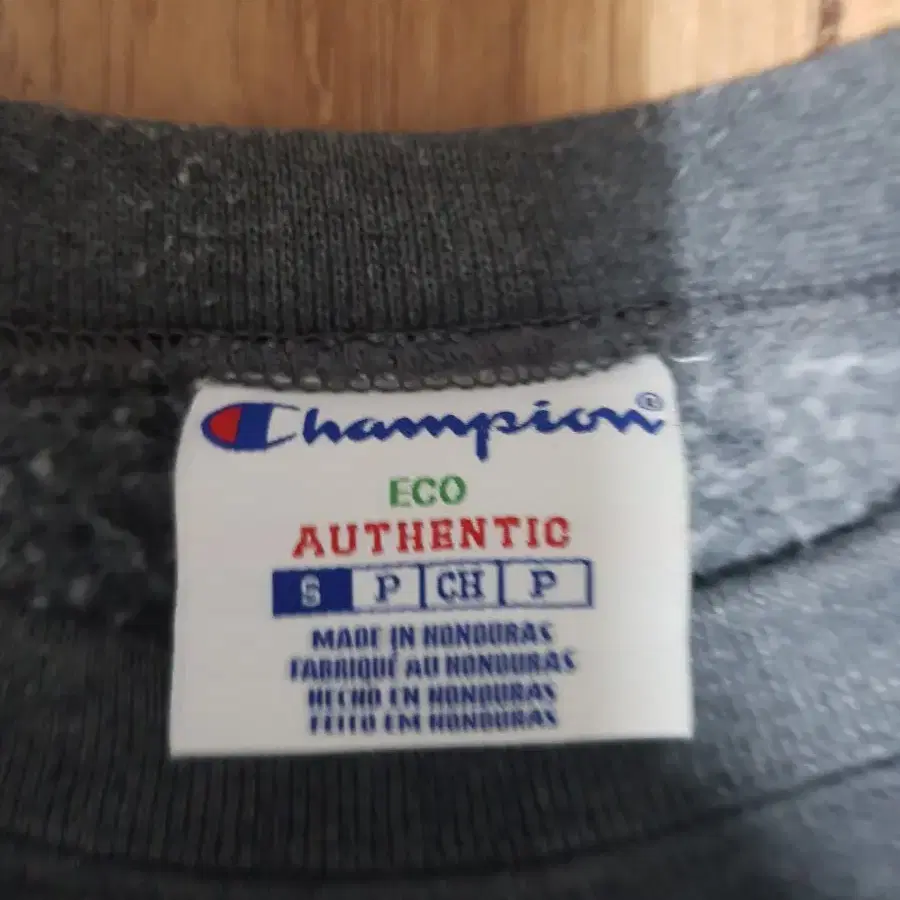 Champion®
ECO
AUTHENTIC
S P CH P
MADE IN HONDURAS
FABRIQUÉ AU HONDURAS
HECHO EN HONDURAS
FEITO EM HONDURAS